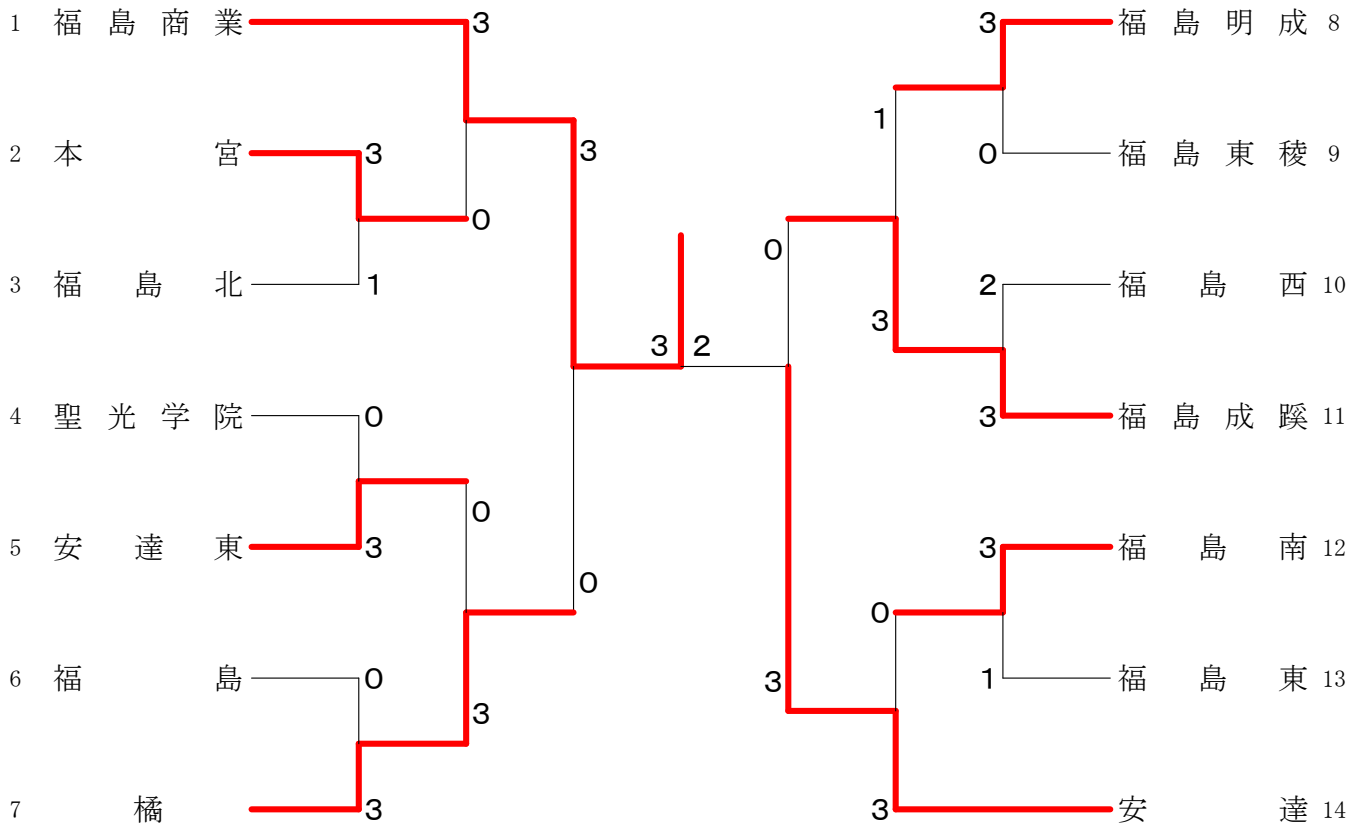 1 福島商業 3 3 福島明成 8
1
2 本宮 3 3 0 福島東稜 9
0 0
3 福島北 1 2 福島西 10
3
3 2
4 聖光学院 0 3 福島成蹊 11
0
5 安達東 3 3 福島南 12
0 0
6 福島 0 3 1 福島東 13
3
7 橘 3 3 安達 14